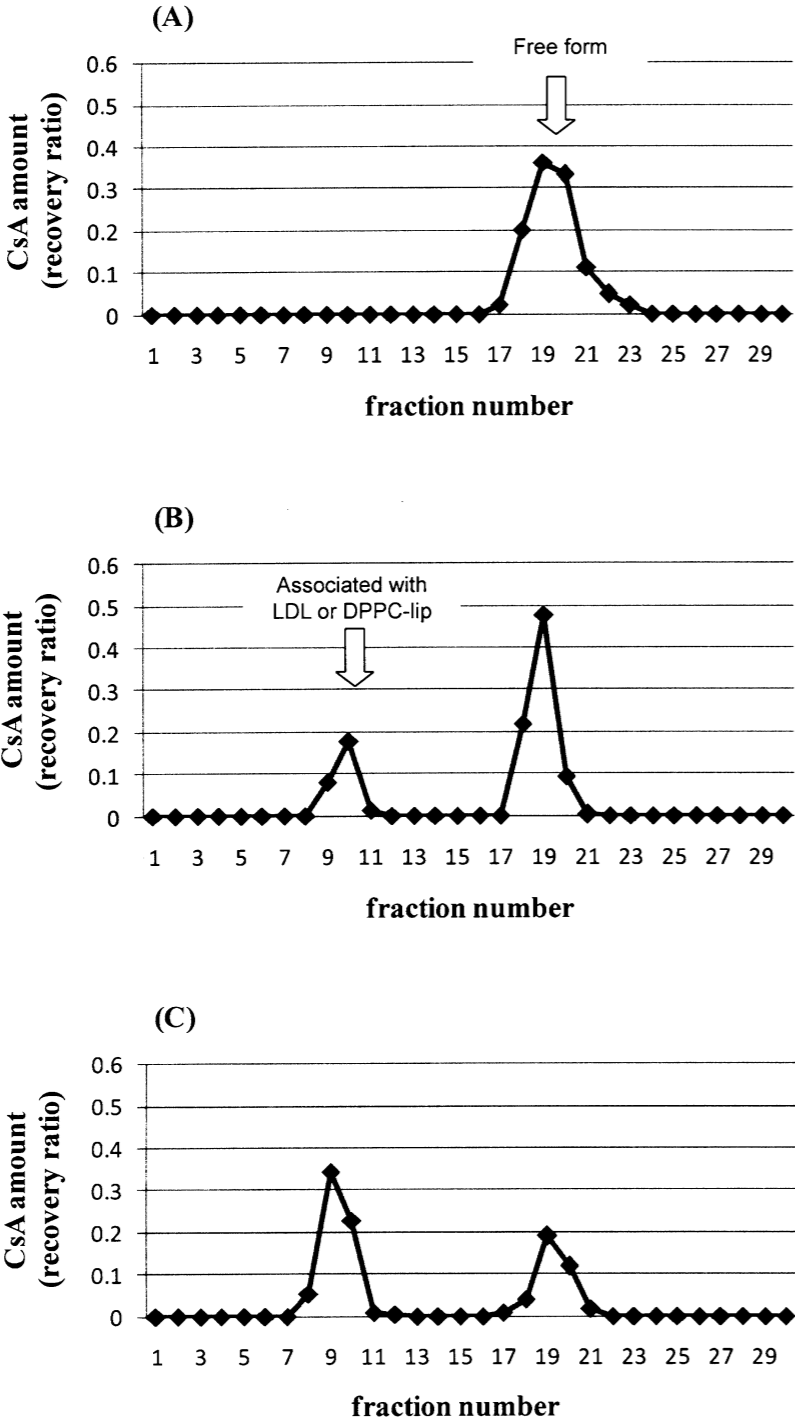 (A)
Free form
0.6
0.5
0.4
0.3
0.2
0.1
0
CsA amount
(recovery ratio)
1 3 5 7 9 11 13 15 17 19 21 23 25 27 29
fraction number
(B)
Associated with
LDL or DPPC-lip
0.6
0.5
0.4
0.3
0.2
0.1
0
CsA amount
(recovery ratio)
1 3 5 7 9 11 13 15 17 19 21 23 25 27 29
fraction number
(C)
0.6
0.5
0.4
0.3
0.2
0.1
0
CsA amount
(recovery ratio)
1 3 5 7 9 11 13 15 17 19 21 23 25 27 29
fraction number